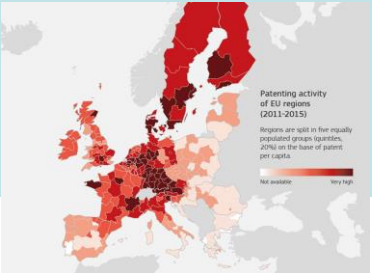 Patenting activity
of EU regions
(2011-2015)
Regions are split in five equally
populated groups (quantiles,
20%) on the base of patent
per capita.
Not available
Very high